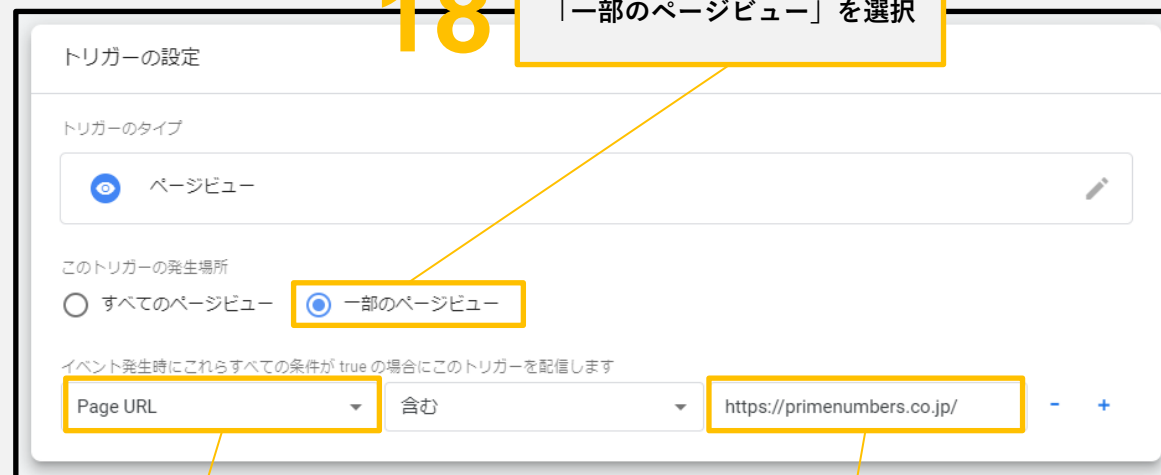 18
「一部のページビュー」を選択
トリガーの設定
トリガーのタイプ
ページビュー
このトリガーの発生場所
すべてのページビュー 一部のページビュー
イベント発生時にこれらすべての条件が true の場合にこのトリガーを配信します
Page URL 含む https://primenumbers.co.jp/ - +